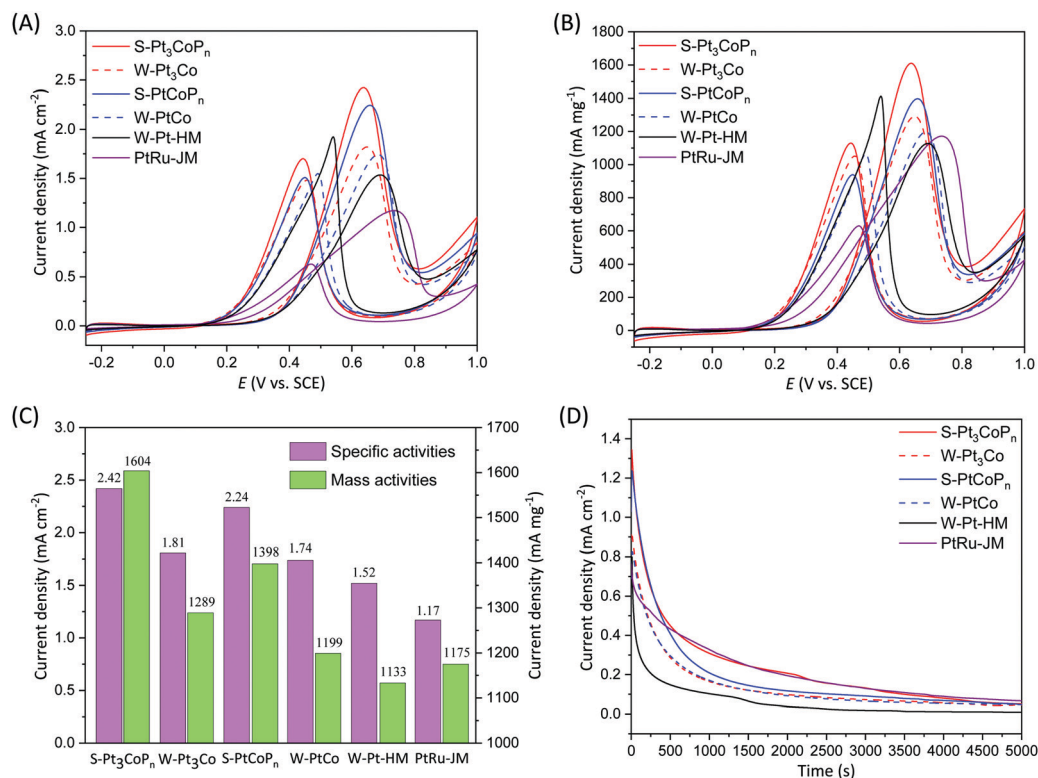 (A)
3.0
2.5
2.0
1.5
1.0
0.5
0.0
Current density (mA cm⁻²)
S-Pt₃CoPₙ
W-Pt₃Co
S-PtCoPₙ
W-PtCo
W-Pt-HM
PtRu-JM
-0.2 0.0 0.2 0.4 0.6 0.8 1.0
E (V vs. SCE)
(B)
1800
1600
1400
1200
1000
800
600
400
200
0
Current density (mA mg⁻¹)
S-Pt₃CoPₙ
W-Pt₃Co
S-PtCoPₙ
W-PtCo
W-Pt-HM
PtRu-JM
-0.2 0.0 0.2 0.4 0.6 0.8 1.0
E (V vs. SCE)
(C)
3.0
2.5
2.0
1.5
1.0
0.5
0.0
Current density (mA cm⁻²)
Specific activities
Mass activities
2.42 1604
1.81 1289
2.24 1398
1.74 1199
1.52 1133
1.17 1175
S-Pt₃CoPₙ W-Pt₃Co S-PtCoPₙ W-PtCo W-Pt-HM PtRu-JM
1700
1600
1500
1400
1300
1200
1100
1000
Current density (mA mg⁻¹)
(D)
1.4
1.2
1.0
0.8
0.6
0.4
0.2
0.0
Current density (mA cm⁻²)
S-Pt₃CoPₙ
W-Pt₃Co
S-PtCoPₙ
W-PtCo
W-Pt-HM
PtRu-JM
0 500 1000 1500 2000 2500 3000 3500 4000 4500 5000
Time (s)